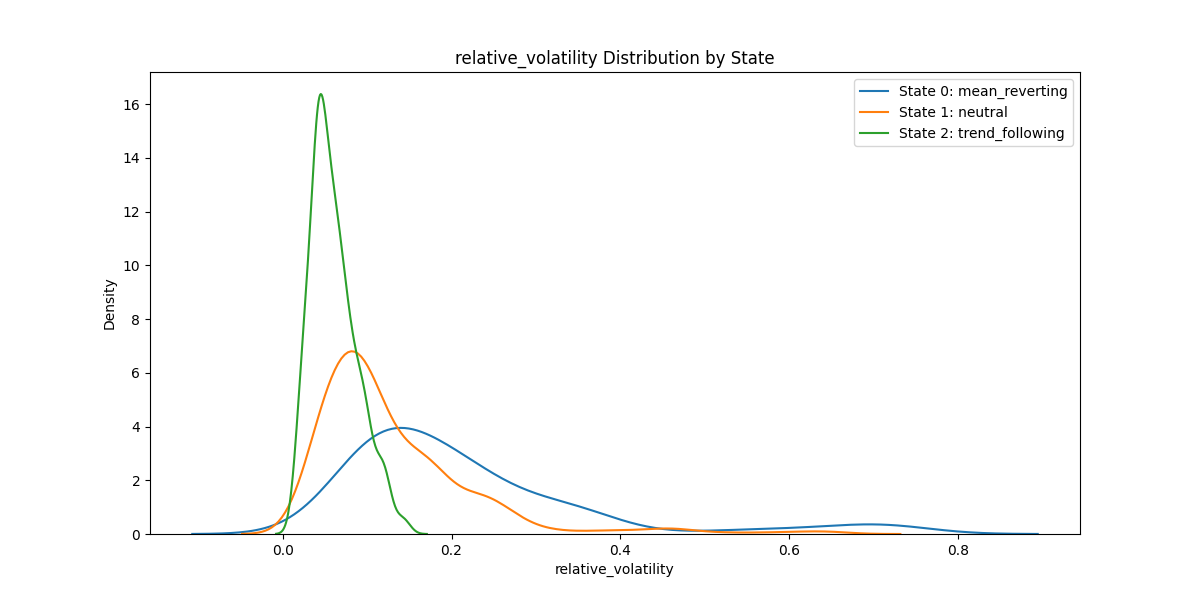 relative_volatility Distribution by State
State 0: mean_reverting
State 1: neutral
State 2: trend_following
Density
16
14
12
10
8
6
4
2
0
0.0 0.2 0.4 0.6 0.8
relative_volatility